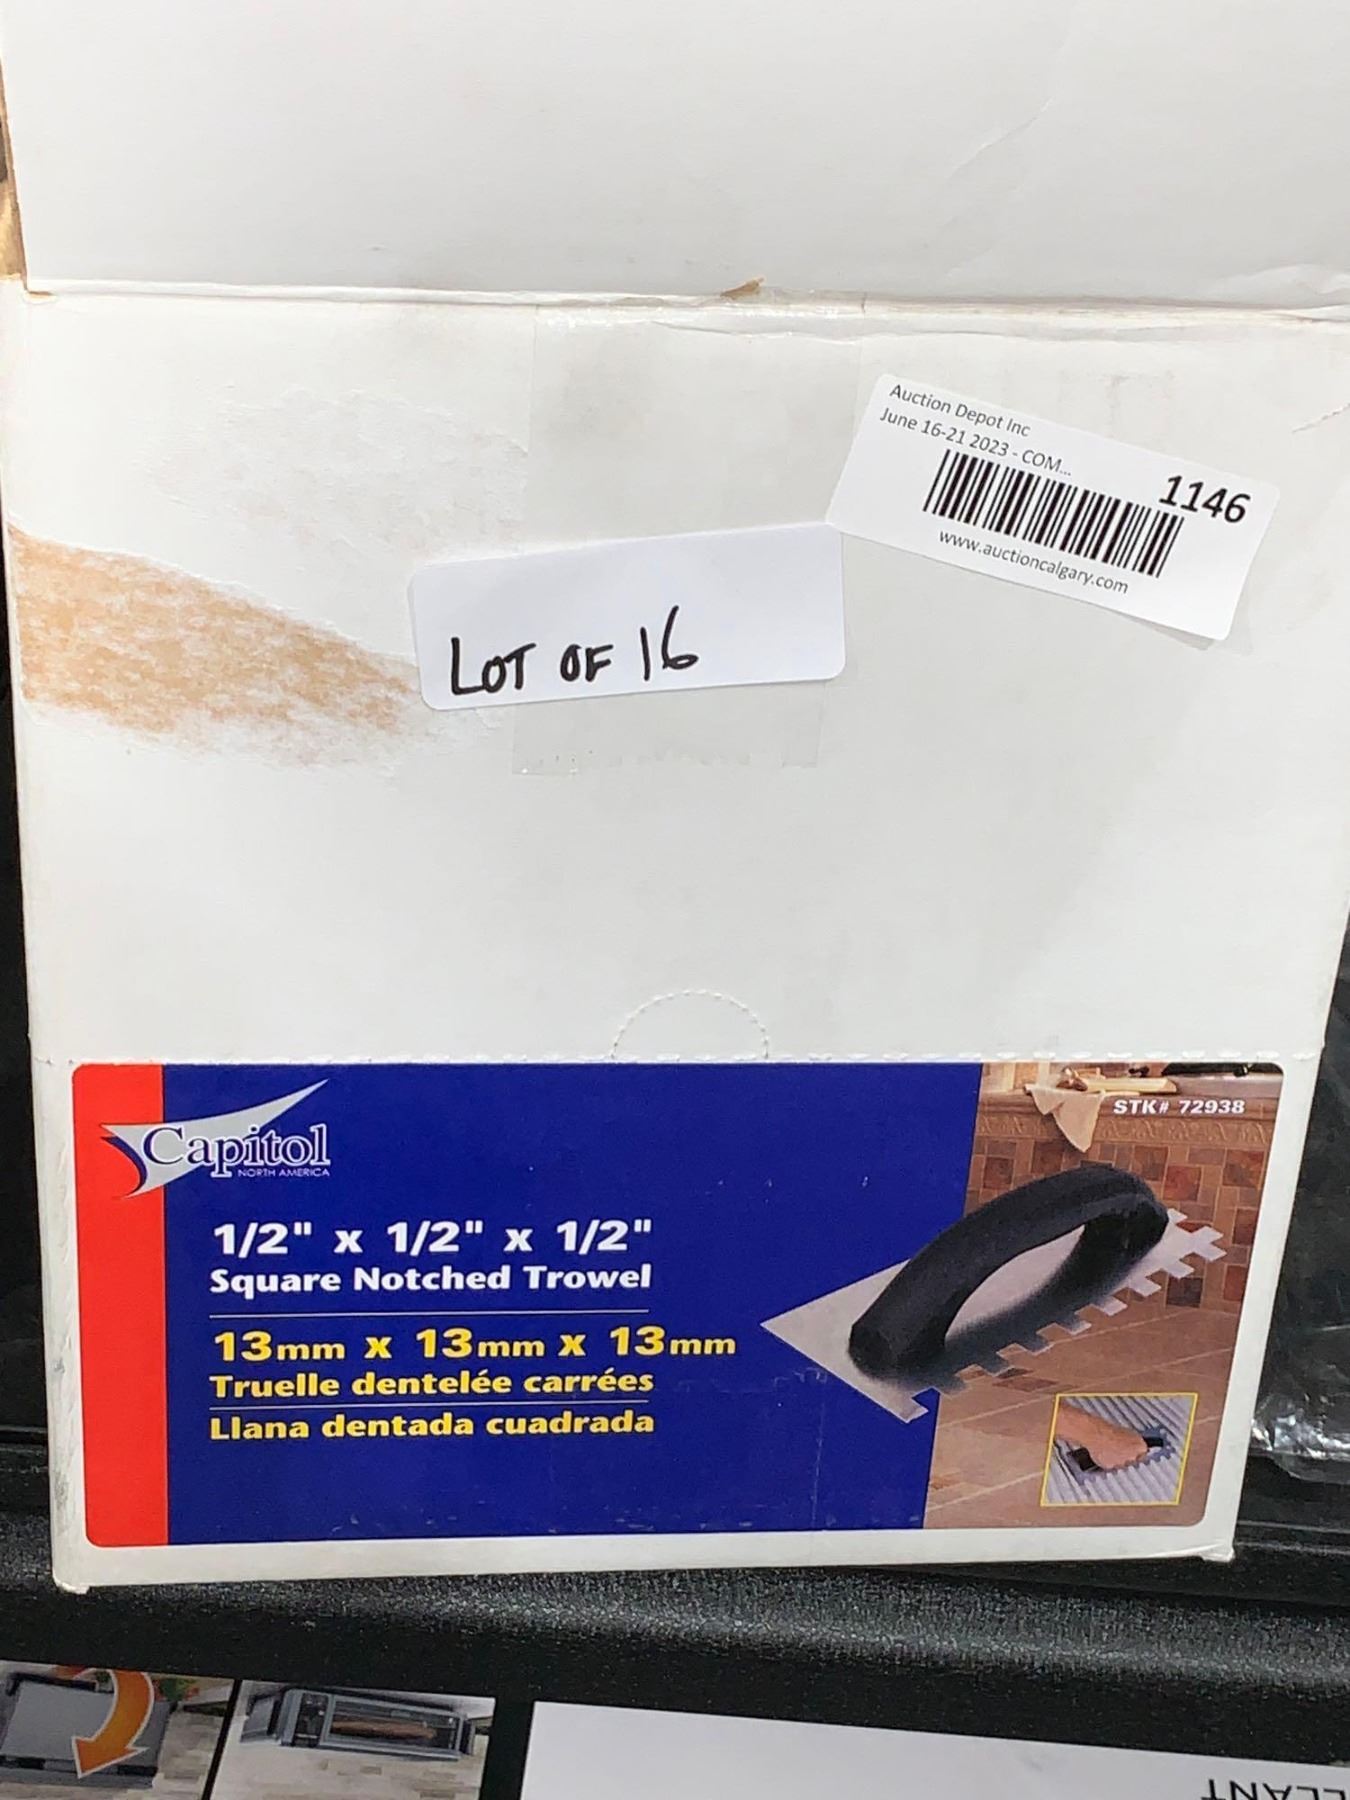 Auction Depot Inc
June 16-21 2023 - COM...
1146
www.auctioncalgary.com
LOT OF 16
STK# 72938
Capitol
NORTH AMERICA
1/2" x 1/2" x 1/2"
Square Notched Trowel
13mm x 13mm x 13mm
Truelle dentelée carrées
Llana dentada cuadrada